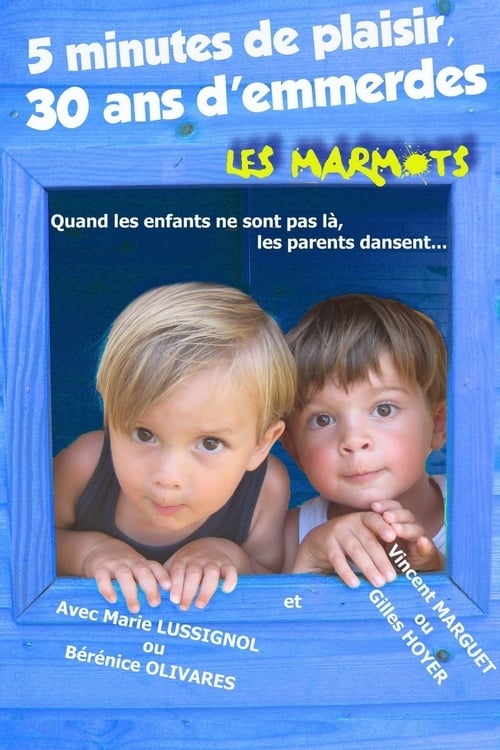 5 minutes de plaisir,
30 ans d'emmerdes
LES MARMOTS
Quand les enfants ne sont pas là,
les parents dansent...
Avec Marie LUSSIGNOL
ou
Bérénice OLIVARES
et
Vincent MARGUET
ou
Gilles HOYER